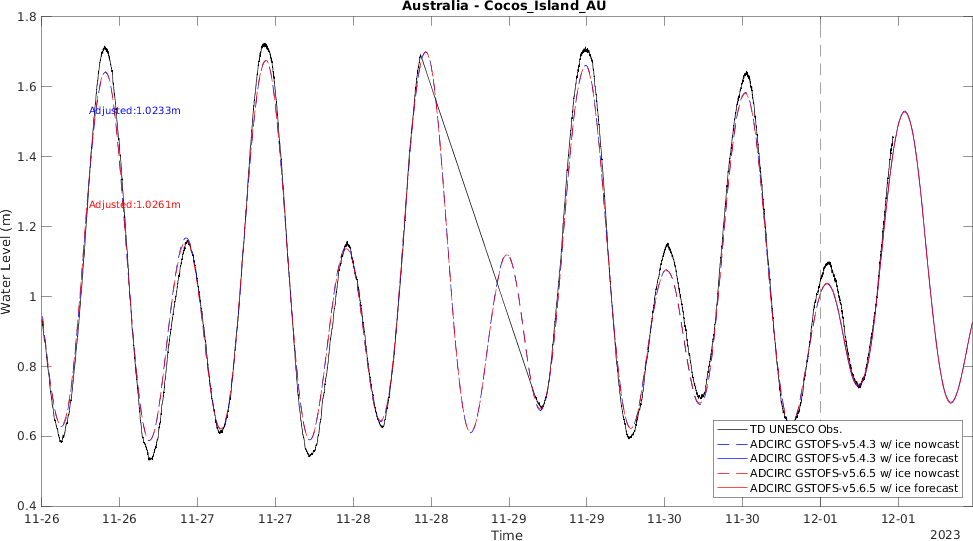 Australia - Cocos_Island_AU
1.8
1.6
1.4
1.2
1
0.8
0.6
0.4
Water Level (m)
Adjusted:1.0233m
Adjusted:1.0261m
TD UNESCO Obs.
ADCIRC GSTOFS-v5.4.3 w/ ice nowcast
ADCIRC GSTOFS-v5.4.3 w/ ice forecast
ADCIRC GSTOFS-v5.6.5 w/ ice nowcast
ADCIRC GSTOFS-v5.6.5 w/ ice forecast
11-26 11-26 11-27 11-27 11-28 11-28 11-29 11-29 11-30 11-30 12-01 12-01
Time
2023